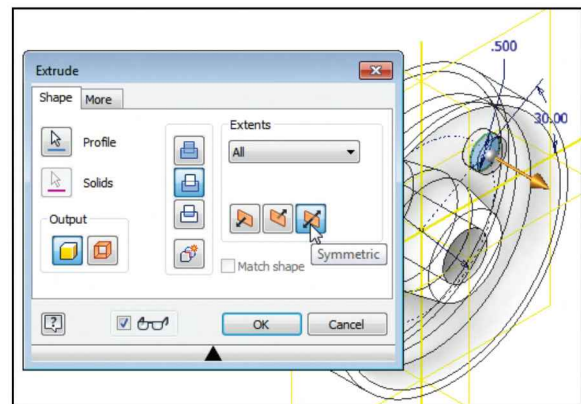 .500
30.00
Extrude
Shape More
Profile
Solids
Output
Extents
All
Symmetric
Match shape
?
OK Cancel